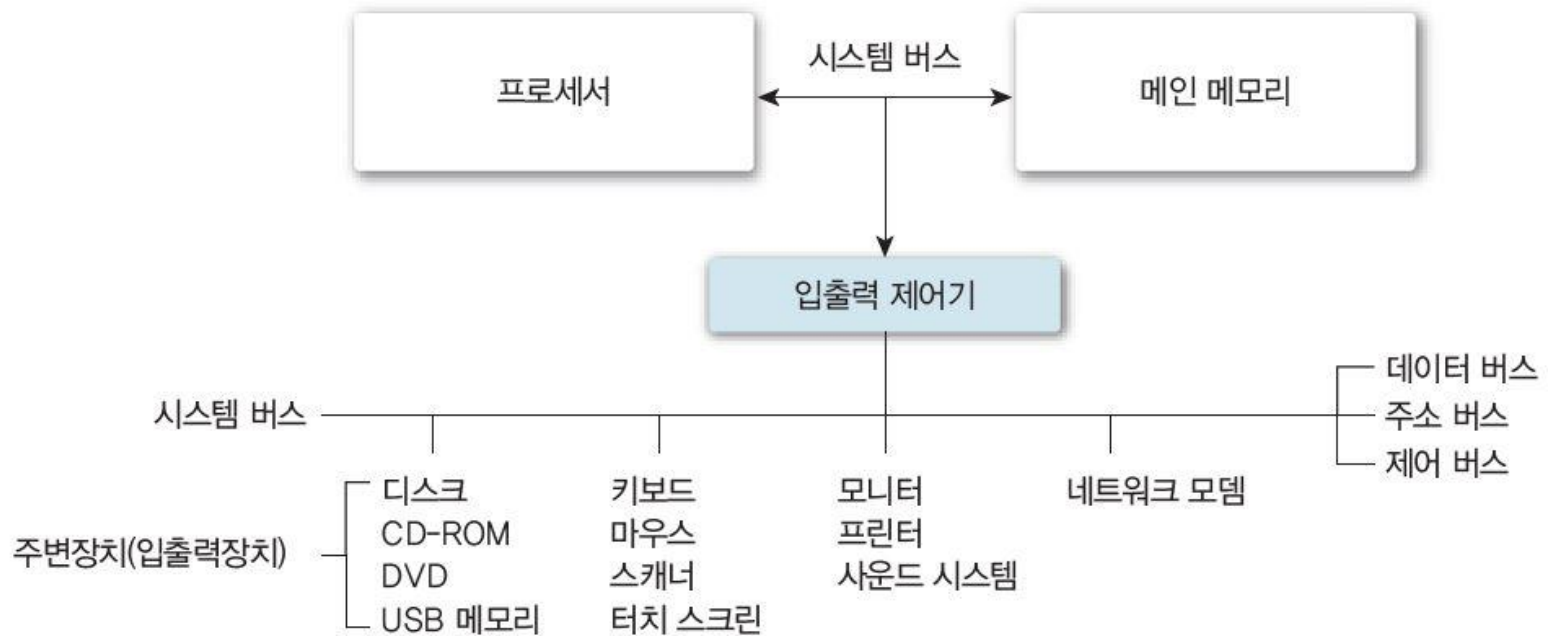 시스템 버스
프로세서
메인 메모리
입출력 제어기
데이터 버스
시스템 버스
주소 버스
제어 버스
주변장치(입출력장치)
디스크
CD-ROM
DVD
USB 메모리
키보드
마우스
스캐너
터치 스크린
모니터
프린터
사운드 시스템
네트워크 모뎀